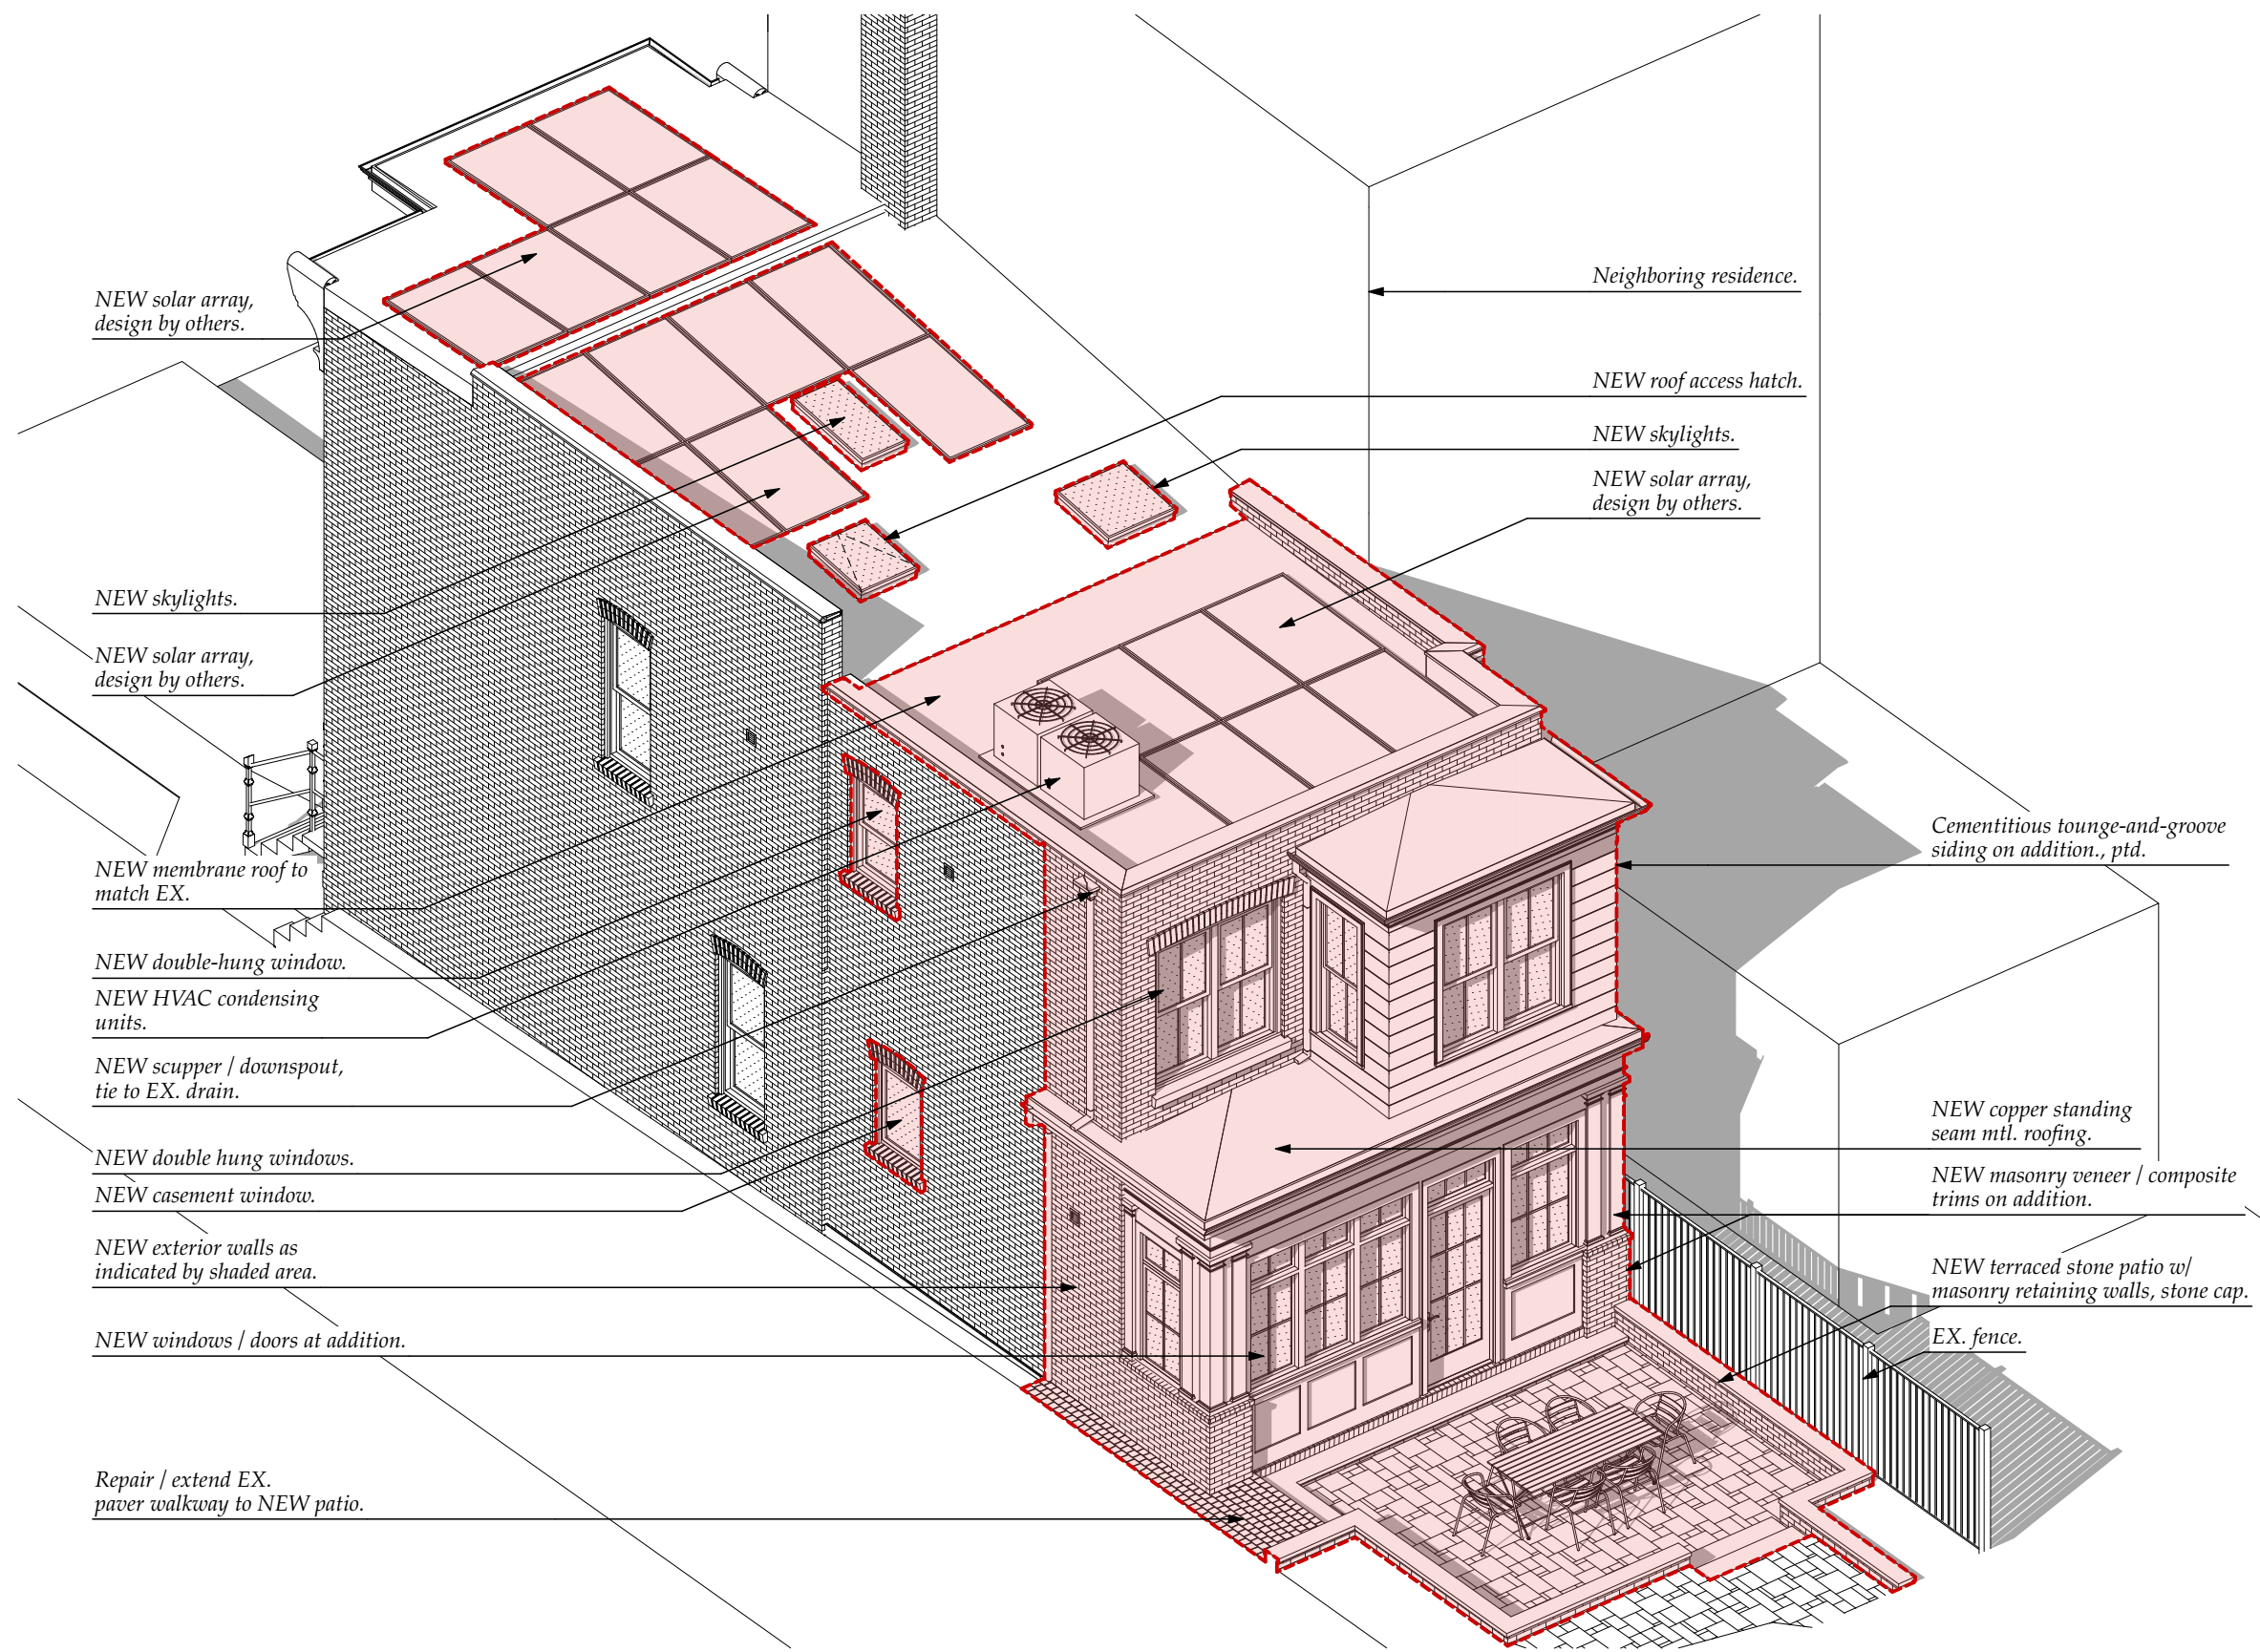 NEW solar array,
design by others.
NEW skylights.
NEW solar array,
design by others.
NEW membrane roof to
match EX.
NEW double-hung window.
NEW HVAC condensing
units.
NEW scupper / downspout,
tie to EX. drain.
NEW double hung windows.
NEW casement window.
NEW exterior walls as
indicated by shaded area.
NEW windows / doors at addition.
Repair / extend EX.
paver walkway to NEW patio.
Neighboring residence.
NEW roof access hatch.
NEW skylights.
NEW solar array,
design by others.
Cementitious tounge-and-groove
siding on addition., ptd.
NEW copper standing
seam mtl. roofing.
NEW masonry veneer / composite
trims on addition.
NEW terraced stone patio w/
masonry retaining walls, stone cap.
EX. fence.